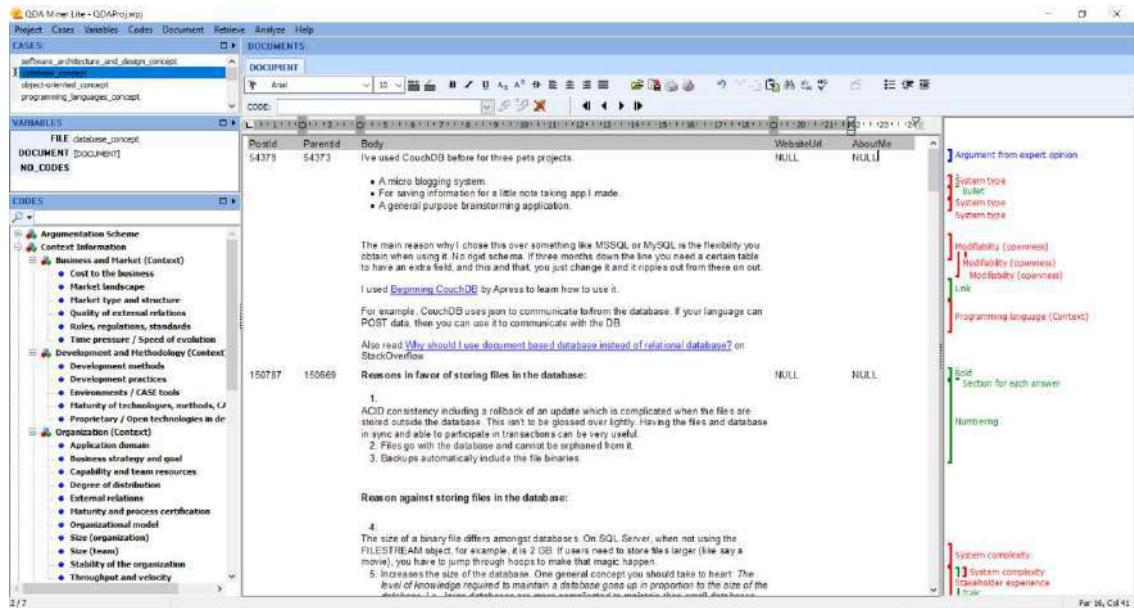 QDA Miner Lite - QDAProj.wpj
Project Cases Variables Codes Document Retrieve Analyze Help
CASES
software_architecture_and_design_concept
database_concept
object-oriented_concept
programming_languages_concept
VARIABLES
FILE database_concept
DOCUMENT [DOCUMENT]
NO_CODES
CODES
Argumentation Scheme
Context Information
Business and Market (Context)
Cost to the business
Market landscape
Market type and structure
Quality of external relations
Rules, regulations, standards
Time pressure / Speed of evolution
Development and Methodology (Context
Development methods
Development practices
Environments / CASE tools
Maturity of technologies, methods, CA
Proprietary / Open technologies in de
Organization (Context)
Application domain
Business strategy and goal
Capability and team resources
Degree of distribution
External relations
Maturity and process certification
Organizational model
Size (organization)
Size (team)
Stability of the organization
Throughput and velocity
2 / 7
DOCUMENTS
DOCUMENT
Arial 10
CODE:
PostId ParentId Body WebsiteUrl AboutMe
54379 54373 I've used CouchDB before for three pets projects. NULL NULL
• A micro blogging system.
• For saving information for a little note taking app I made.
• A general purpose brainstorming application.
The main reason why I chose this over something like MSSQL or MySQL is the flexibility you
obtain when using it. No rigid schema. If three months down the line you need a certain table
to have an extra field, and this and that, you just change it and it ripples out from there on out.
I used Beginning CouchDB by Apress to learn how to use it.
For example, CouchDB uses json to communicate to/from the database. If your language can
POST data, then you can use it to communicate with the DB
Also read Why should I use document based database instead of relational database? on
StackOverflow
150787 150669 Reasons in favor of storing files in the database: NULL NULL
1.
ACID consistency including a rollback of an update which is complicated when the files are
stored outside the database. This isn't to be glossed over lightly. Having the files and database
in sync and able to participate in transactions can be very useful.
2. Files go with the database and cannot be orphaned from it.
3. Backups automatically include the file binaries.
Reason against storing files in the database:
4.
The size of a binary file differs amongst databases. On SQL Server, when not using the
FILESTREAM object, for example, it is 2 GB. If users need to store files larger (like say a
movie), you have to jump through hoops to make that magic happen.
5. Increases the size of the database. One general concept you should take to heart: The
level of knowledge required to maintain a database goes up in proportion to the size of the
database. I.e., large databases are more complicated to maintain than small databases.
Argument from expert opinion
System type
Bullet
System type
System type
Modifiability (openness)
Modifiability (openness)
Modifiability (openness)
Link
Programming language (Context)
Bold
Section for each answer
Numbering
System complexity
System complexity
Stakeholder experience
Italic
Par 16, Col 41